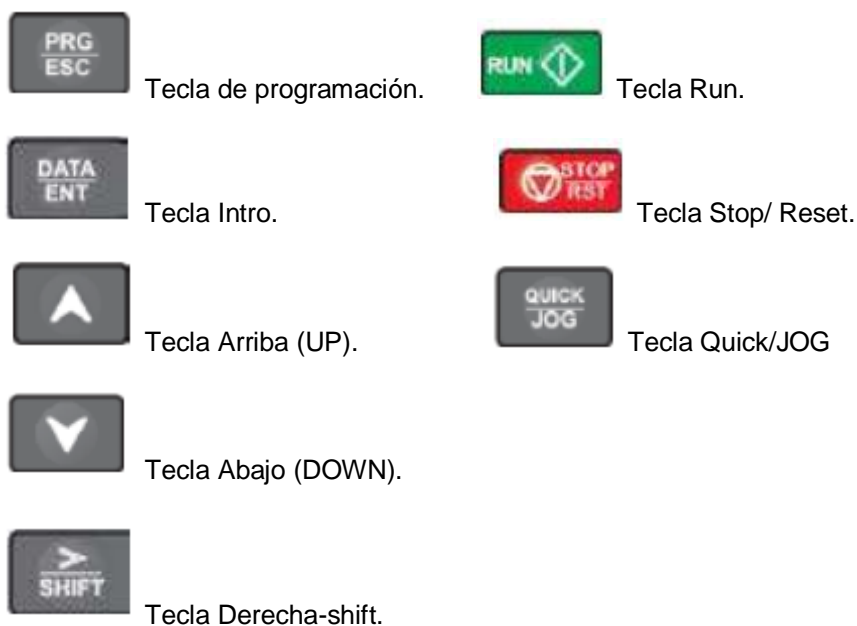 PRG
ESC
Tecla de programación.
RUN
Tecla Run.
DATA
ENT
Tecla Intro.
STOP
RST
Tecla Stop/ Reset.
Tecla Arriba (UP).
QUICK
JOG
Tecla Quick/JOG
Tecla Abajo (DOWN).
>
SHIFT
Tecla Derecha-shift.